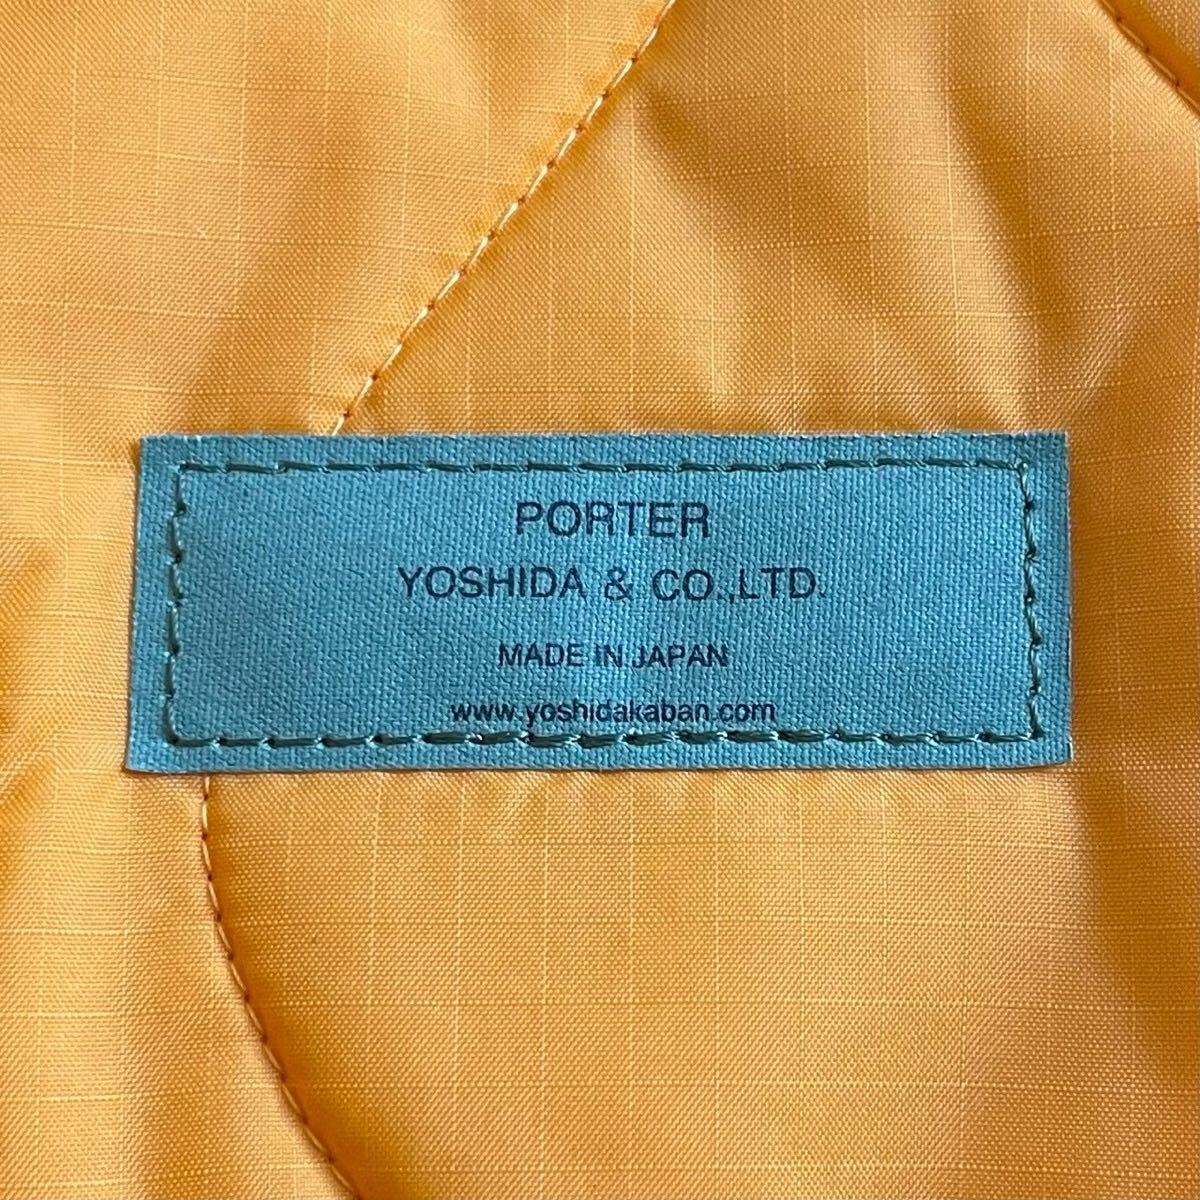 PORTER
YOSHIDA & CO.,LTD.
MADE IN JAPAN
www.yoshidakaban.com